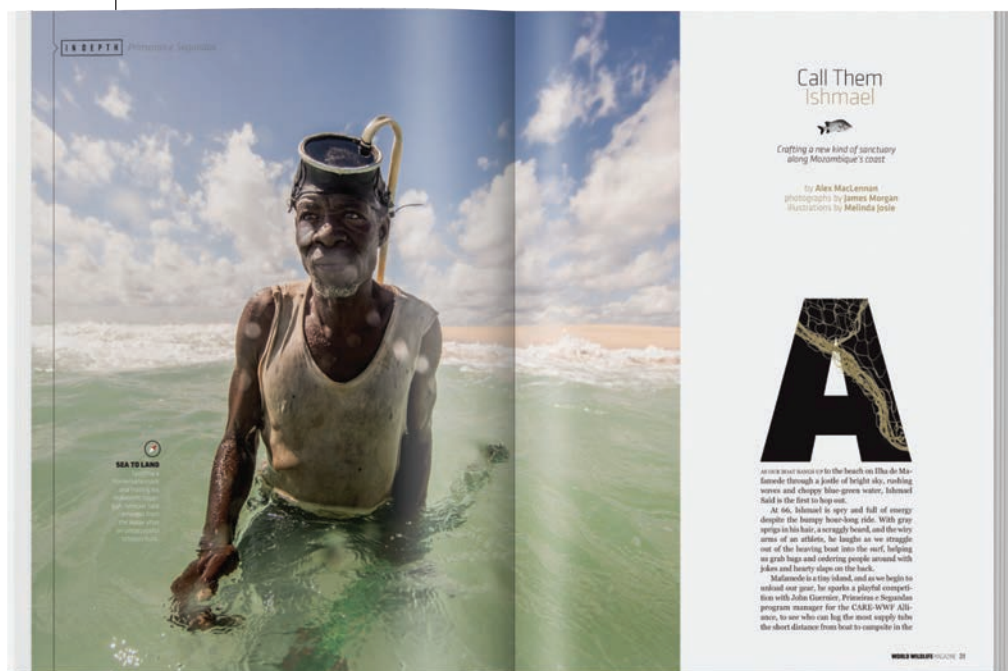 IN DEPTH Primeiras e Segundas
SEA TO LAND
Call Them
Ishmael
Crafting a new kind of sanctuary
along Mozambique's coast
by Alex MacLennan
photographs by James Morgan
illustrations by Melinda Josie
A
AS OUR BOAT BANGS UP to the beach on Ilha de Ma-
famede through a jostle of bright sky, rushing
waves and choppy blue-green water, Ishmael
Said is the first to hop out.
At 66, Ishmael is spry and full of energy
despite the bumpy hour-long ride. With gray
sprigs in his hair, a scraggly beard, and the wiry
arms of an athlete, he laughs as we struggle
out of the heaving boat into the surf, helping
us grab bags and ordering people around with
jokes and hearty slaps on the back.
Mafamede is a tiny island, and as we begin to
unload our gear, he sparks a playful competi-
tion with John Guernier, Primeiras e Segundas
program manager for the CARE-WWF Alli-
ance, to see who can lug the most supply tubs
the short distance from boat to campsite in the
WORLD WILDLIFE MAGAZINE 31